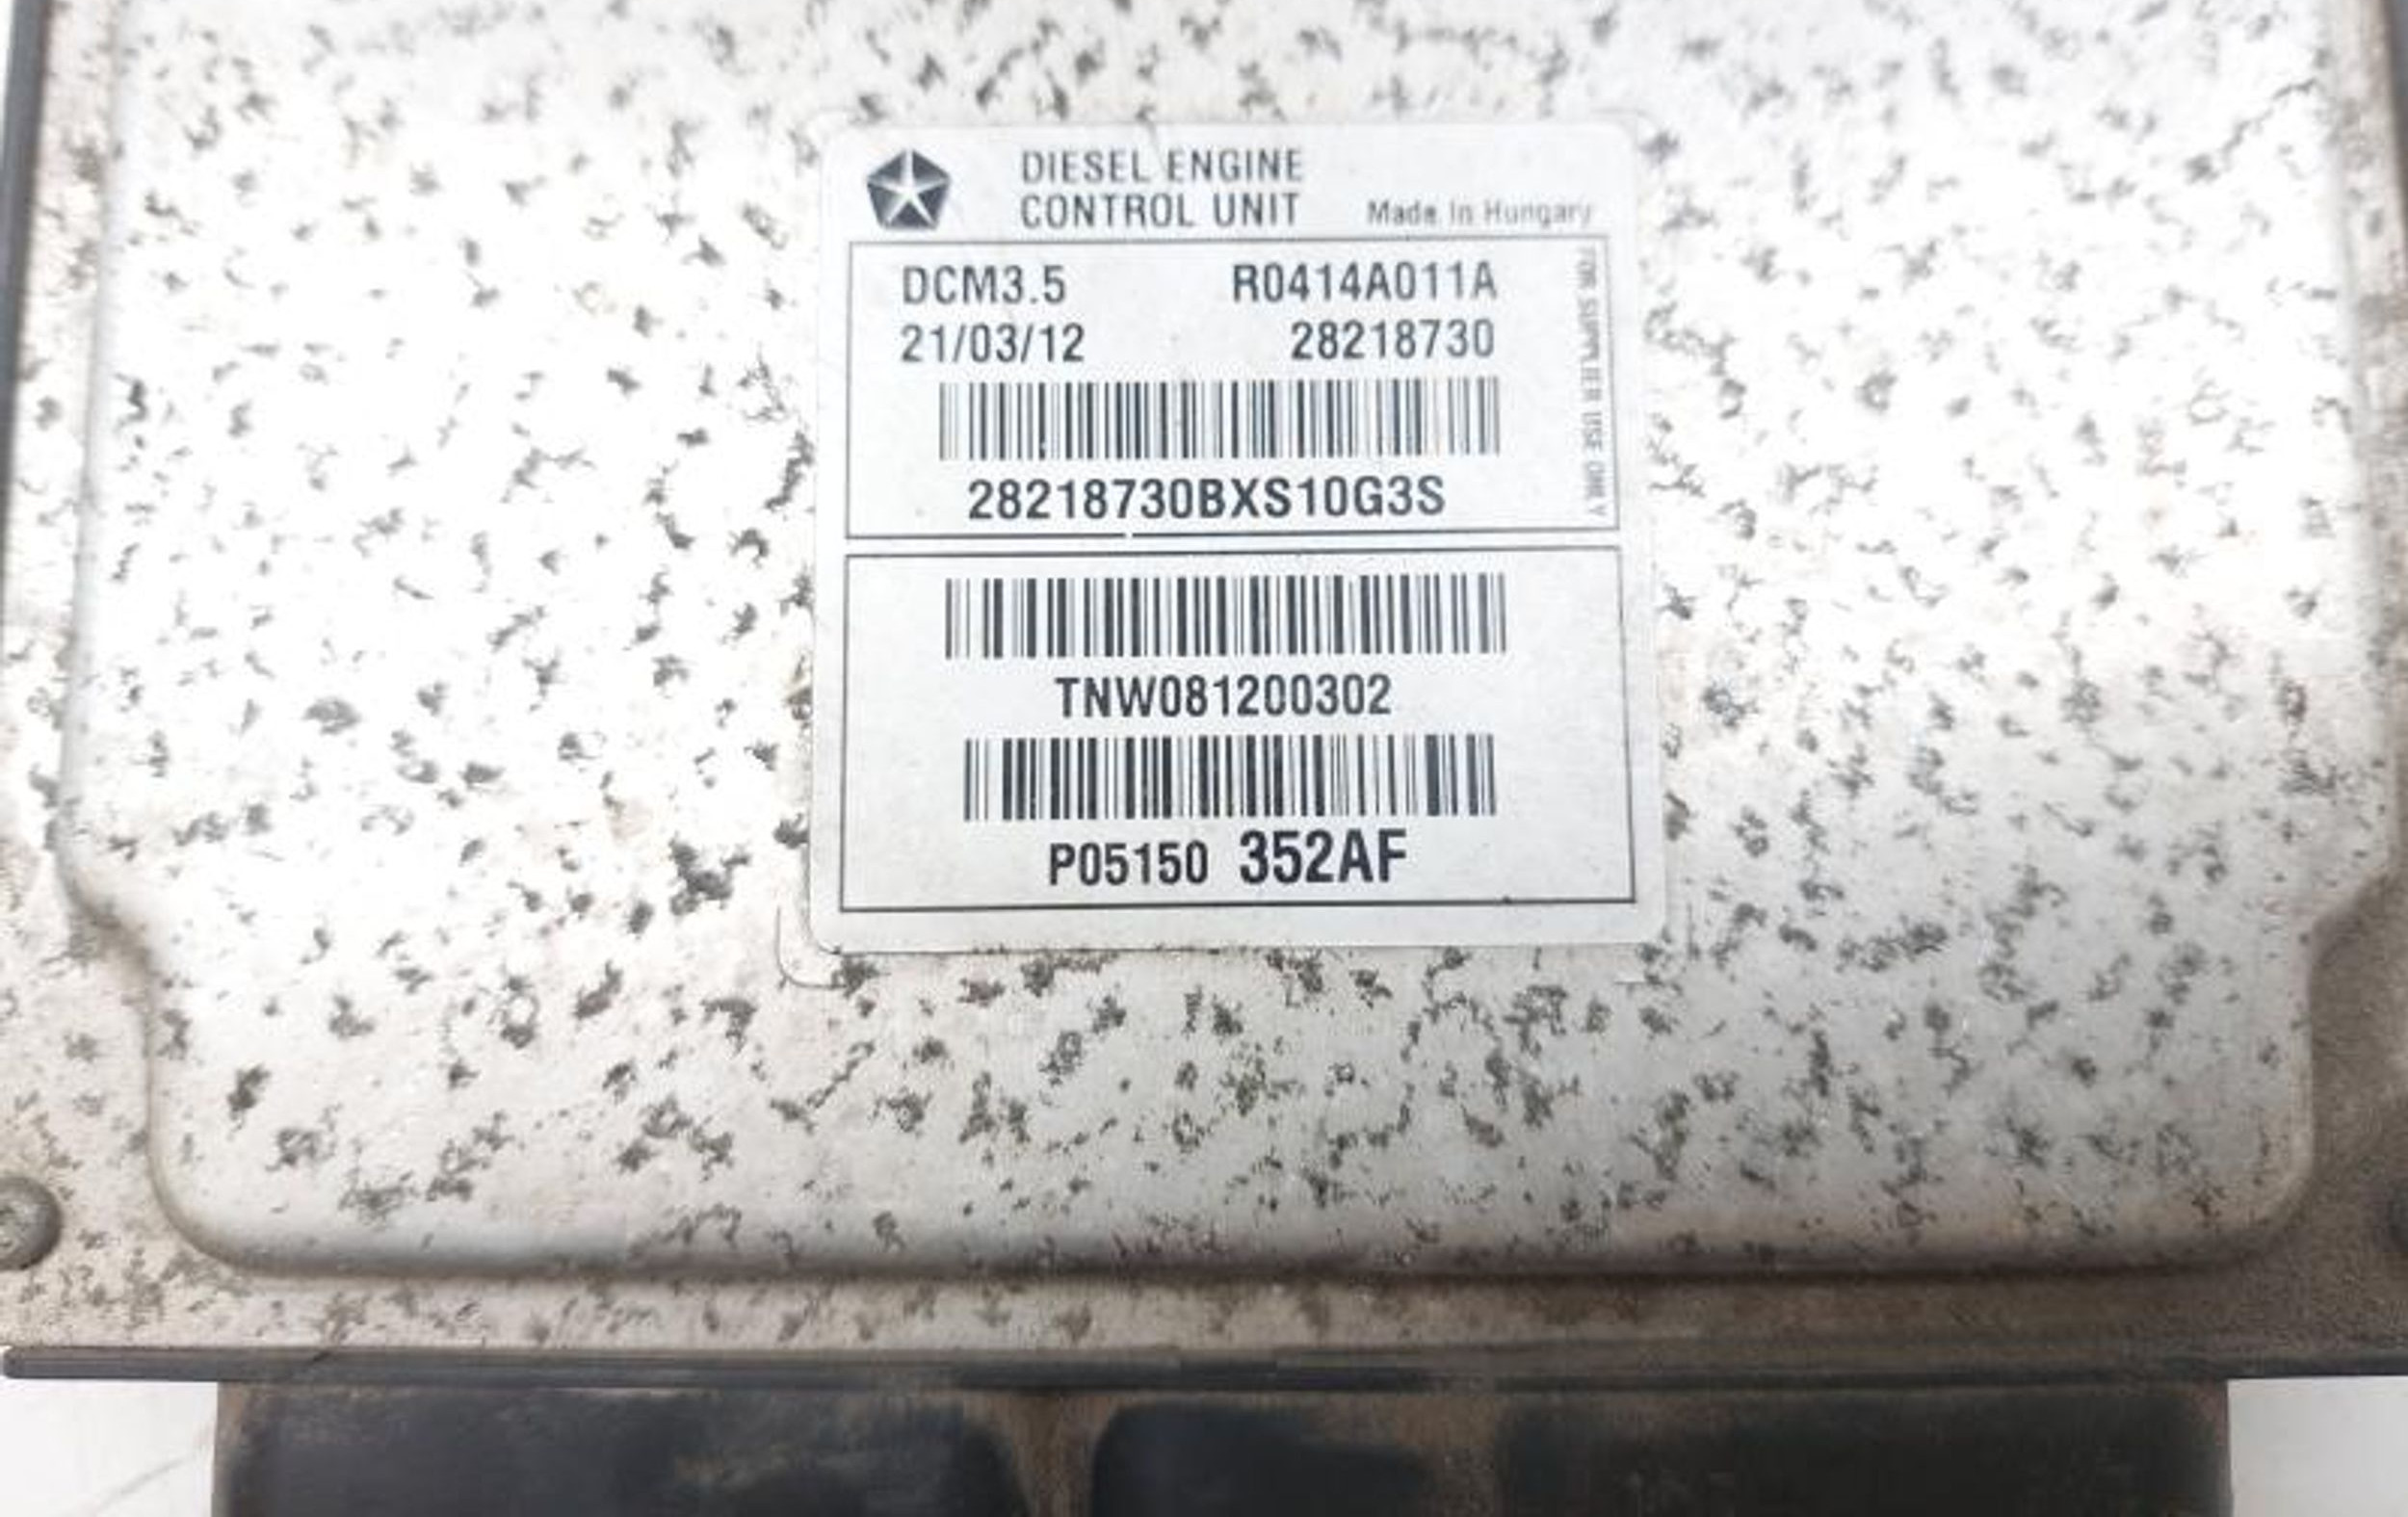 DIESEL ENGINE
CONTROL UNIT
Made In Hungary
DCM3.5 R0414A011A
21/03/12 28218730
FOR SUPPLIER USE ONLY
28218730BXS10G3S
TNW081200302
P05150 352AF